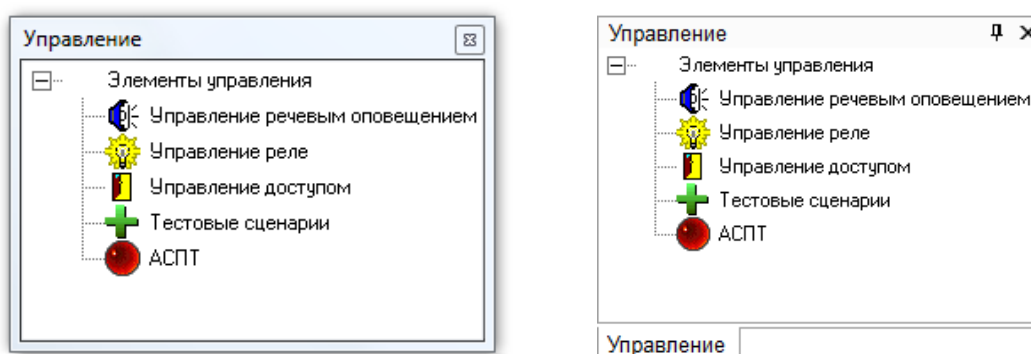 Управление
Элементы управления
Управление речевым оповещением
Управление реле
Управление доступом
Тестовые сценарии
АСПТ
Управление
Элементы управления
Управление речевым оповещением
Управление реле
Управление доступом
Тестовые сценарии
АСПТ
Управление